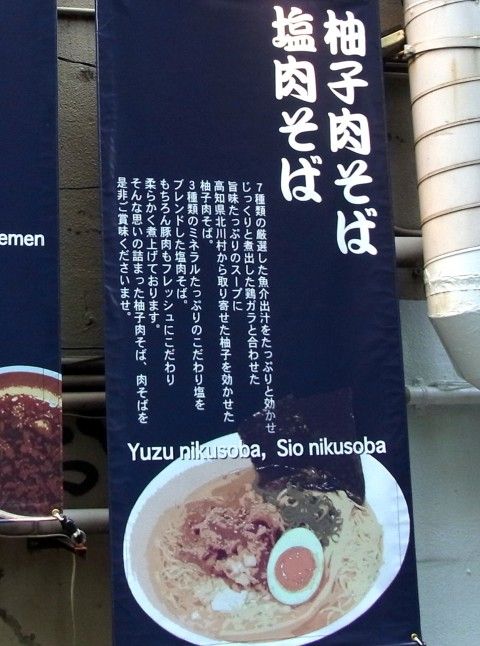 柚子肉そば
塩肉そば
7種類の厳選した魚介出汁をたっぷりと効かせ
じっくりと煮出した鶏ガラと合わせた
旨味たっぷりのスープに
高知県北川村から取り寄せた柚子を効かせた
柚子肉そば。
3種類のミネラルたっぷりのこだわり塩を
ブレンドした塩肉そば。
もちろん豚肉もフレッシュにこだわり
柔らかく煮上げております。
そんな思いの詰まった柚子肉そば、肉そばを
是非ご賞味くださいませ。
Yuzu nikusoba, Sio nikusoba
emen